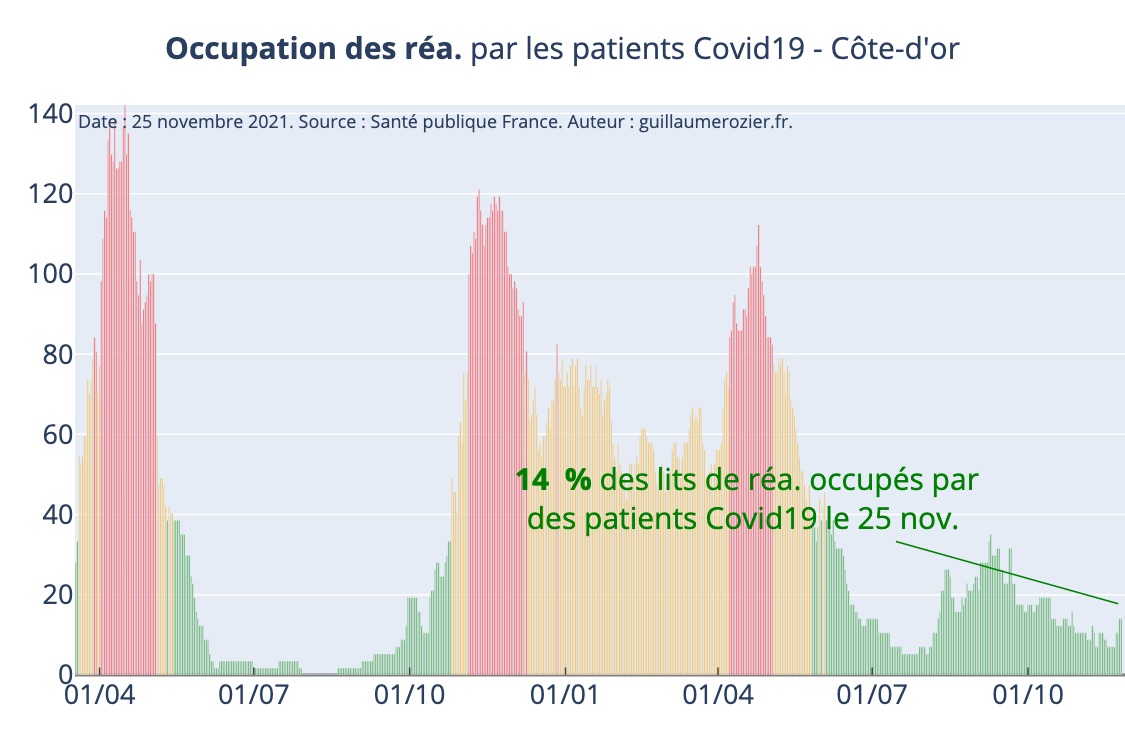 Occupation des réa. par les patients Covid19 - Côte-d'or
140
Date : 25 novembre 2021. Source : Santé publique France. Auteur : guillaumerozier.fr.
120
100
80
60
14  % des lits de réa. occupés par
des patients Covid19 le 25 nov.
40
20
0
01/04 01/07 01/10 01/01 01/04 01/07 01/10